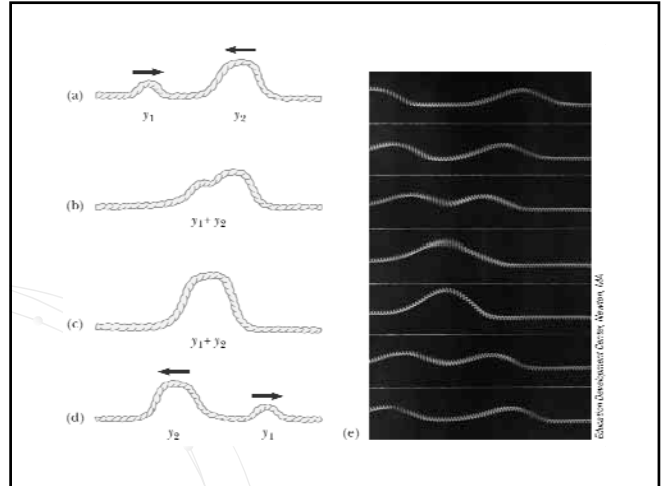 (a)
y₁ y₂
(b)
y₁ + y₂
(c)
y₁ + y₂
(d)
y₂ y₁
(e)
Education Development Center, Newton, MA